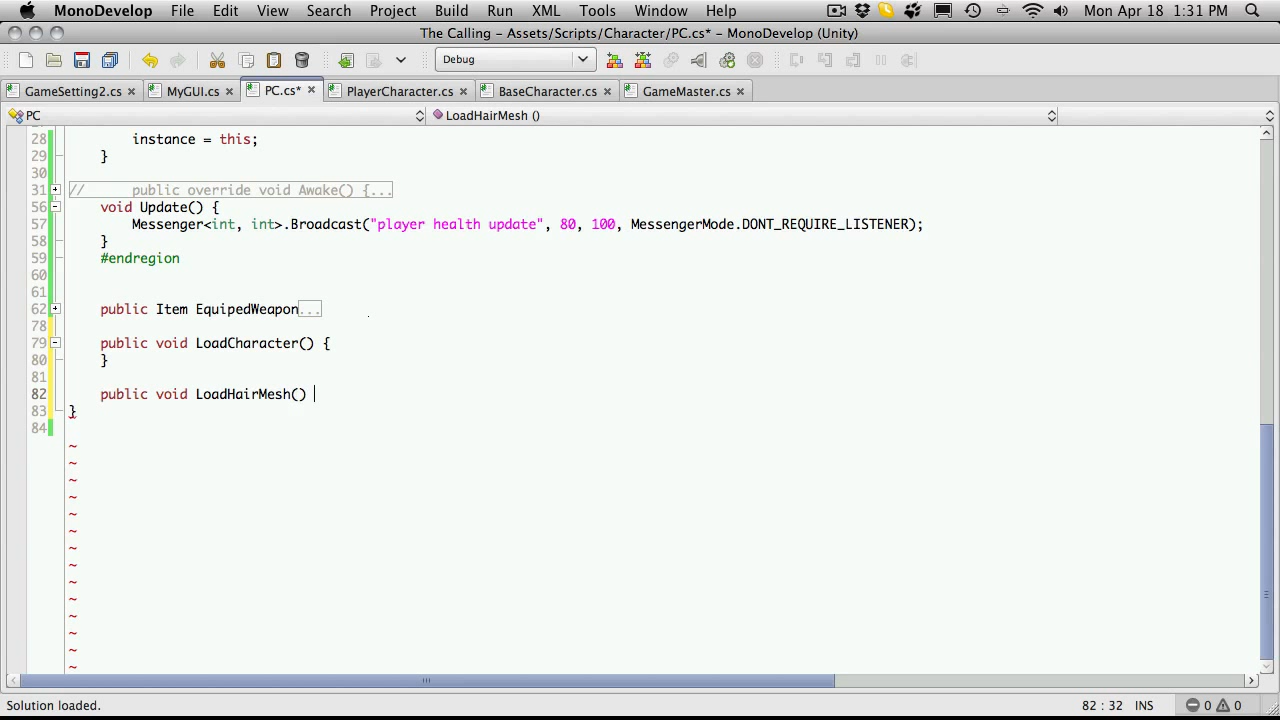 MonoDevelop File Edit View Search Project Build Run XML Tools Window Help Mon Apr 18 1:31 PM
The Calling - Assets/Scripts/Character/PC.cs* - MonoDevelop (Unity)
Debug
GameSetting2.cs × MyGUI.cs × PC.cs* × PlayerCharacter.cs × BaseCharacter.cs × GameMaster.cs ×
PC LoadHairMesh ()
28 instance = this;
29 }
30
31 // public override void Awake() {...
56 void Update() {
57 Messenger<int, int>.Broadcast("player health update", 80, 100, MessengerMode.DONT_REQUIRE_LISTENER);
58 }
59 #endregion
60
61
62 public Item EquipedWeapon...
78
79 public void LoadCharacter() {
80 }
81
82 public void LoadHairMesh()
83 }
84
~
~
~
~
~
~
~
~
~
~
~
~
~
~
Solution loaded. 82 : 32 INS 0 0